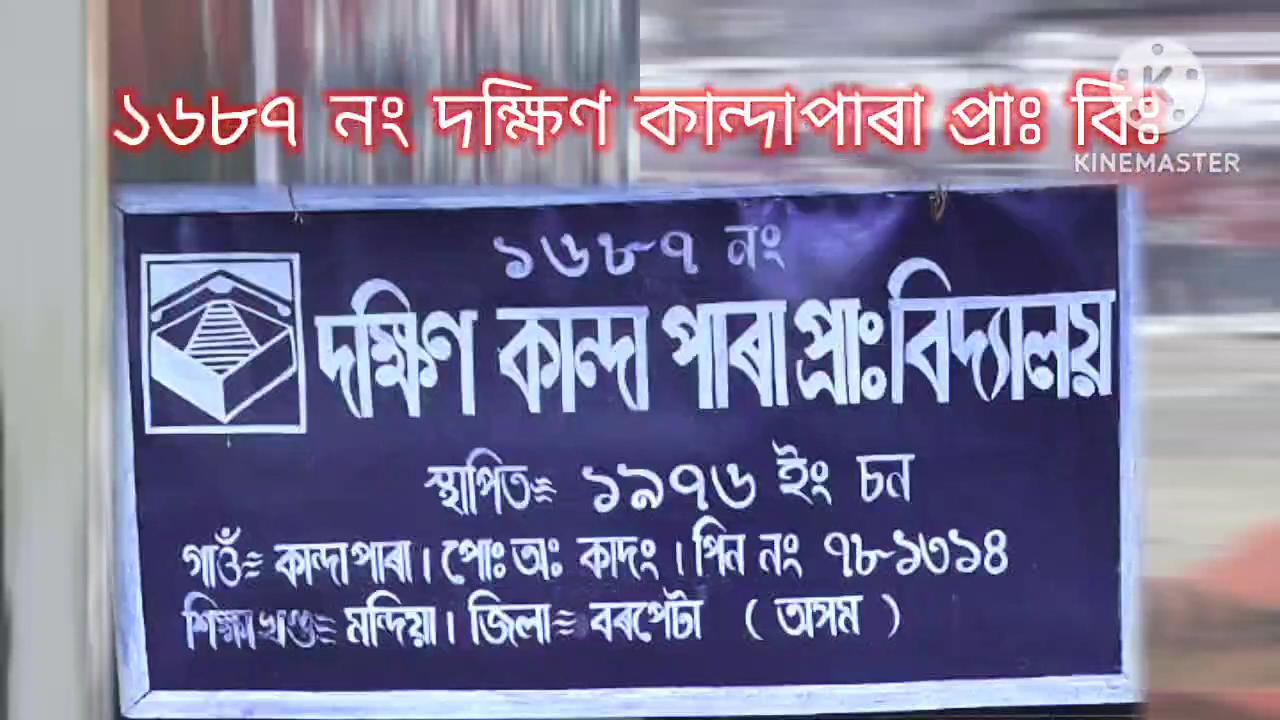 ১৬৮৭ নং দক্ষিণ কান্দাপাৰা প্ৰাঃ বিঃ
KINEMASTER
১৬৮৭ নং
দক্ষিণ কান্দা পাৰা প্ৰাঃ বিদ্যালয়
স্থাপিত= ১৯৭৬ ইং চন
গাওঁ= কান্দাপাৰা। পোঃ অঃ কাদং। পিন নং ৭৮১৩১৪
শিক্ষা খণ্ড= মন্দিয়া। জিলা= বৰপেটা (অসম)